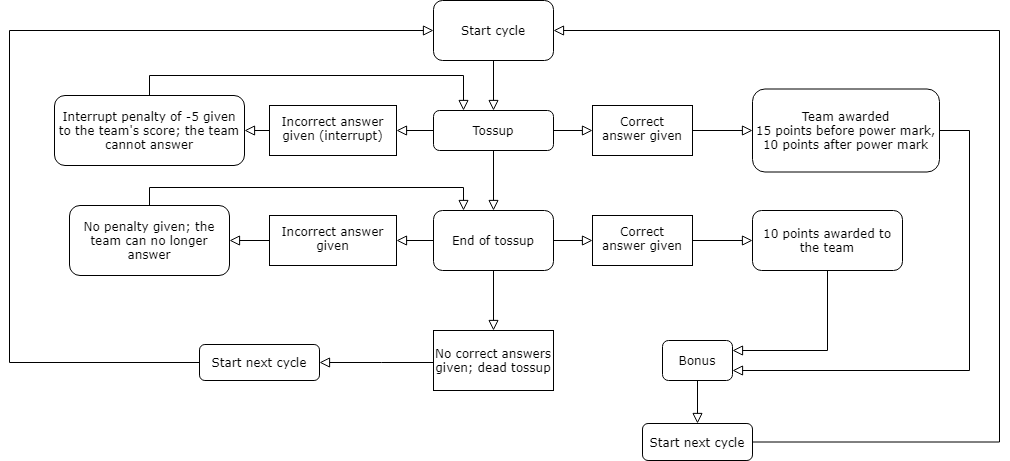 Start cycle
Interrupt penalty of -5 given
to the team's score; the team
cannot answer
Incorrect answer
given (interrupt)
Tossup
Correct
answer given
Team awarded
15 points before power mark,
10 points after power mark
No penalty given; the
team can no longer
answer
Incorrect answer
given
End of tossup
Correct
answer given
10 points awarded to
the team
Start next cycle
No correct answers
given; dead tossup
Bonus
Start next cycle